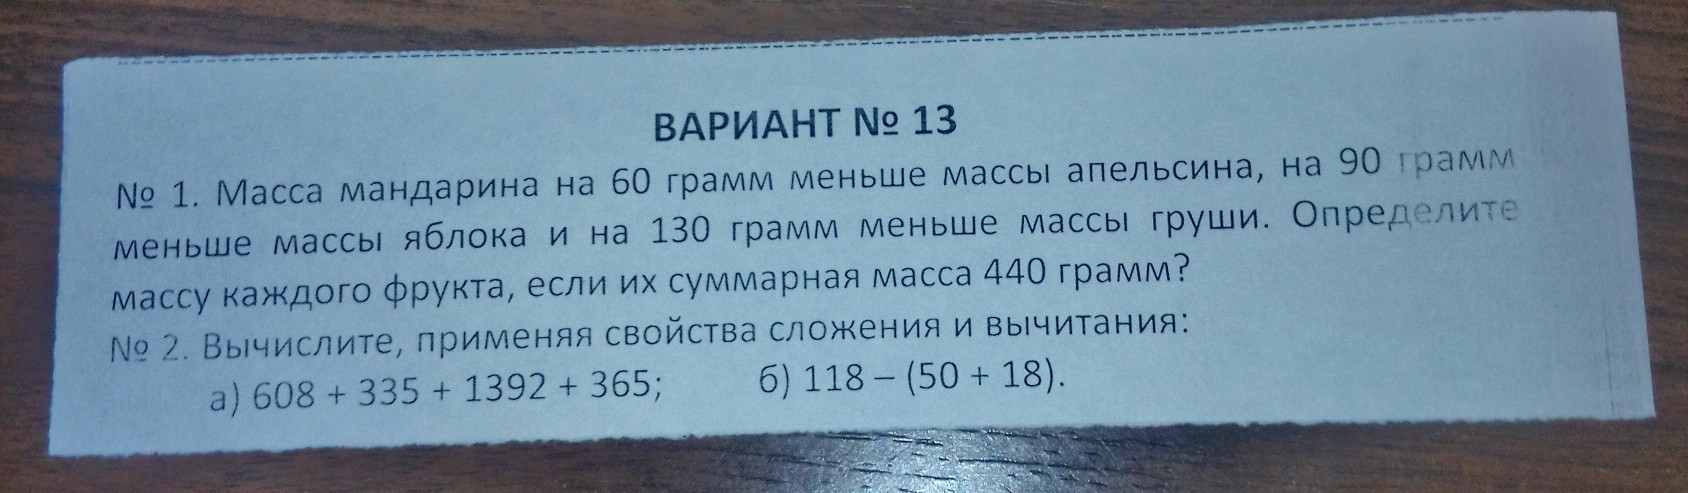 ВАРИАНТ № 13
№ 1. Масса мандарина на 60 грамм меньше массы апельсина, на 90 грамм
меньше массы яблока и на 130 грамм меньше массы груши. Определите
массу каждого фрукта, если их суммарная масса 440 грамм?
№ 2. Вычислите, применяя свойства сложения и вычитания:
а) 608 + 335 + 1392 + 365; б) 118 – (50 + 18).